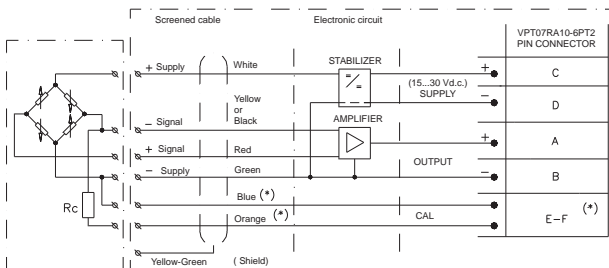 Screened cable
Electronic circuit
VPT07RA10-6PT2
PIN CONNECTOR
+ Supply
White
STABILIZER
= / =
(15...30 Vd.c.)
SUPPLY
+
C
−
D
Yellow
or
Black
− Signal
AMPLIFIER
+ Signal
Red
+
A
− Supply
Green
OUTPUT
−
B
Blue (*)
Rc
Orange (*)
CAL
E-F (*)
Yellow-Green
( Shield)